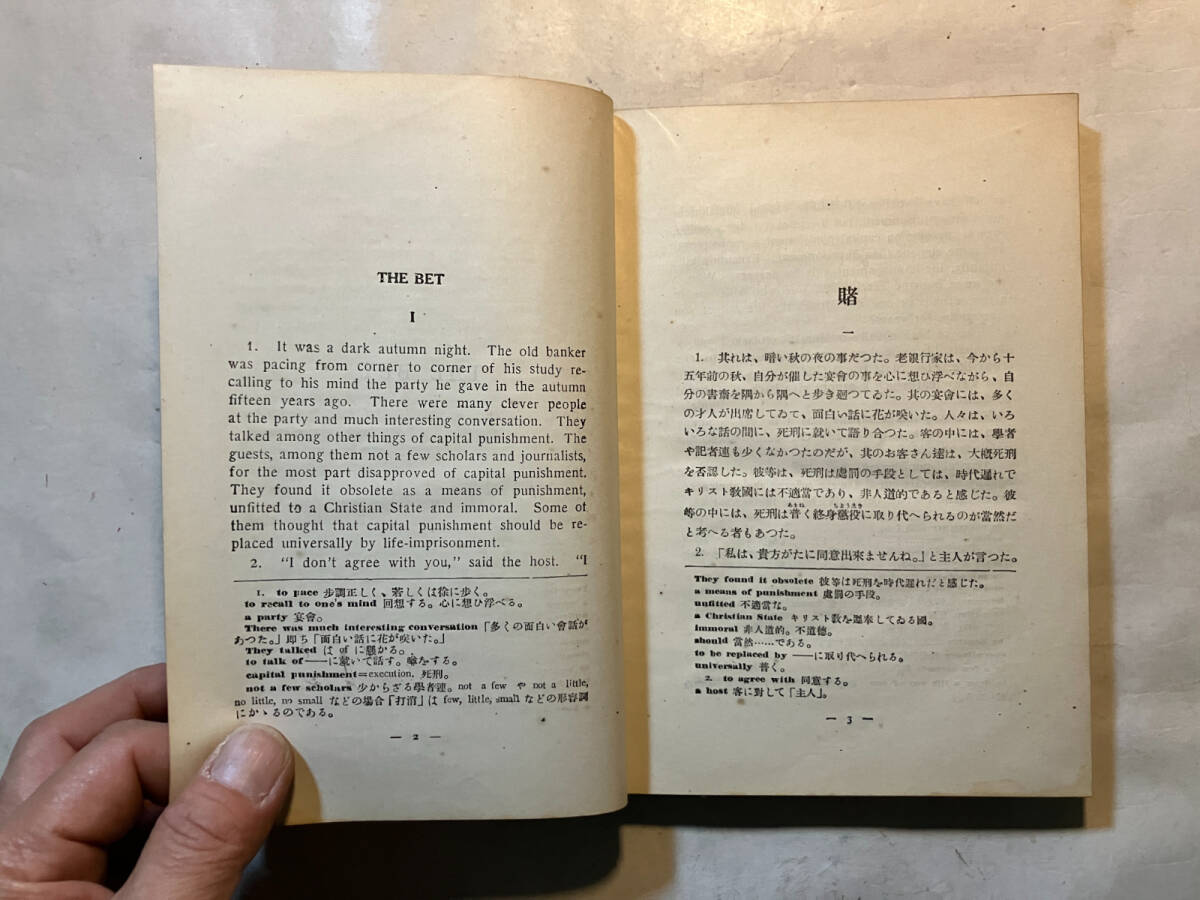 THE BET
I
1. It was a dark autumn night. The old banker
was pacing from corner to corner of his study re-
calling to his mind the party he gave in the autumn
fifteen years ago. There were many clever people
at the party and much interesting conversation. They
talked among other things of capital punishment. The
guests, among them not a few scholars and journalists,
for the most part disapproved of capital punishment.
They found it obsolete as a means of punishment,
unfitted to a Christian State and immoral. Some of
them thought that capital punishment should be re-
placed universally by life-imprisonment.
2. “I don't agree with you,” said the host. “I
1. to pace 步調正しく、若しくは徐に步く。
to recall to one's mind 回想する。心に想ひ浮べる。
a party 宴會。
There was much interesting conversation「多くの面白い會話が
あつた。」卽ち「面白い話に花が咲いた。」
They talked は of に懸かる。
to talk of——に就いて話す。噂をする。
capital punishment=execution. 死刑。
not a few scholars 少からざる學者連。not a few や not a little,
no little, no small などの場合「打消」は few, little, small などの形容詞
にかゝるのである。
— 2 —
賭
一
1. 其れは、暗い秋の夜の事だつた。老銀行家は、今から十
五年前の秋、自分が催した宴會の事を心に想ひ浮べながら、自
分の書齋を隅から隅へと步き廻つてゐた。其の宴會には、多く
の才人が出席してゐて、面白い話に花が咲いた。人々は、いろ
いろな話の間に、死刑に就いて語り合つた。客の中には、學者
や記者連も少くなかつたのだが、其のお客さん達は、大槪死刑
を否認した。彼等は、死刑は處罰の手段としては、時代遲れで
キリスト敎國には不適當であり、非人道的であると感じた。彼
等の中には、死刑は普く終身懲役に取り代へられるのが當然だ
と考へる者もあつた。
2. 「私は、貴方がたに同意出來ませんね。」と主人が言つた。
They found it obsolete 彼等は死刑を時代遲れだと感じた。
a means of punishment 處罰の手段。
unfitted 不適當な。
a Christian State キリスト敎を遵奉してゐる國。
immoral 非人道的。不道德。
should 當然……である。
to be replaced by ——に取り代へられる。
universally 普く。
2. to agree with 同意する。
a host 客に對して「主人」。
— 3 —